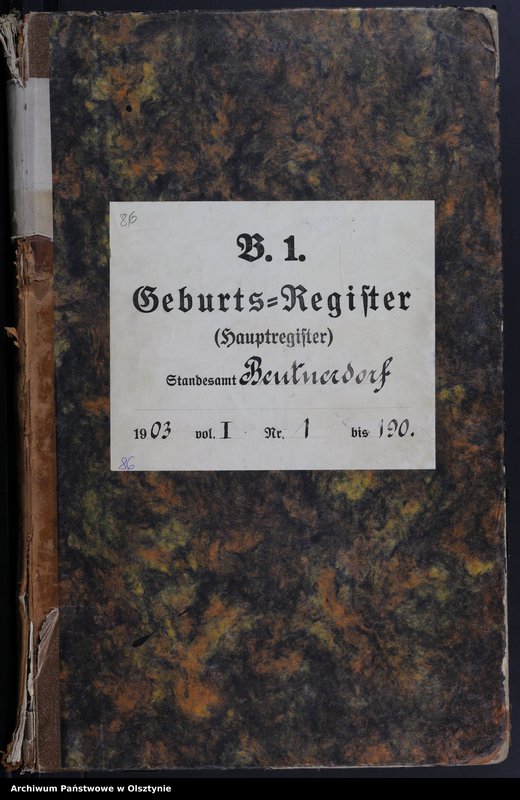 86
B. 1.
Geburts=Regiſter
(Hauptregiſter)
Standesamt Beutnerdorf
1903 vol. I. Nr. 1 bis 190.
86
Archiwum Państwowe w Olsztynie